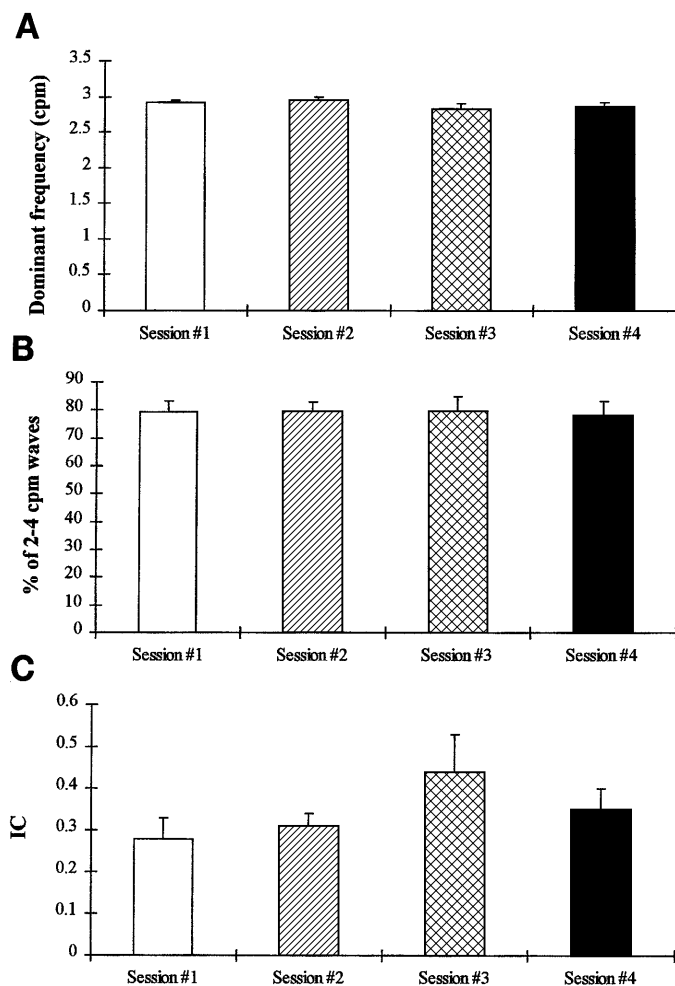 A
Dominant frequency (cpm)
3.5
3
2.5
2
1.5
1
0.5
0
Session #1 Session #2 Session #3 Session #4
B
% of 2-4 cpm waves
90
80
70
60
50
40
30
20
10
0
Session #1 Session #2 Session #3 Session #4
C
IC
0.6
0.5
0.4
0.3
0.2
0.1
0
Session #1 Session #2 Session #3 Session #4